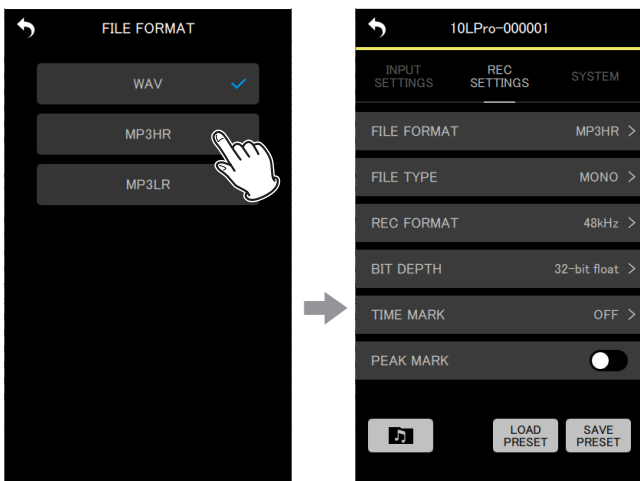 FILE FORMAT
WAV
MP3HR
MP3LR
10LPro-000001
INPUT
SETTINGS
REC
SETTINGS
SYSTEM
FILE FORMAT MP3HR >
FILE TYPE MONO >
REC FORMAT 48kHz >
BIT DEPTH 32-bit float >
TIME MARK OFF >
PEAK MARK
LOAD
PRESET
SAVE
PRESET